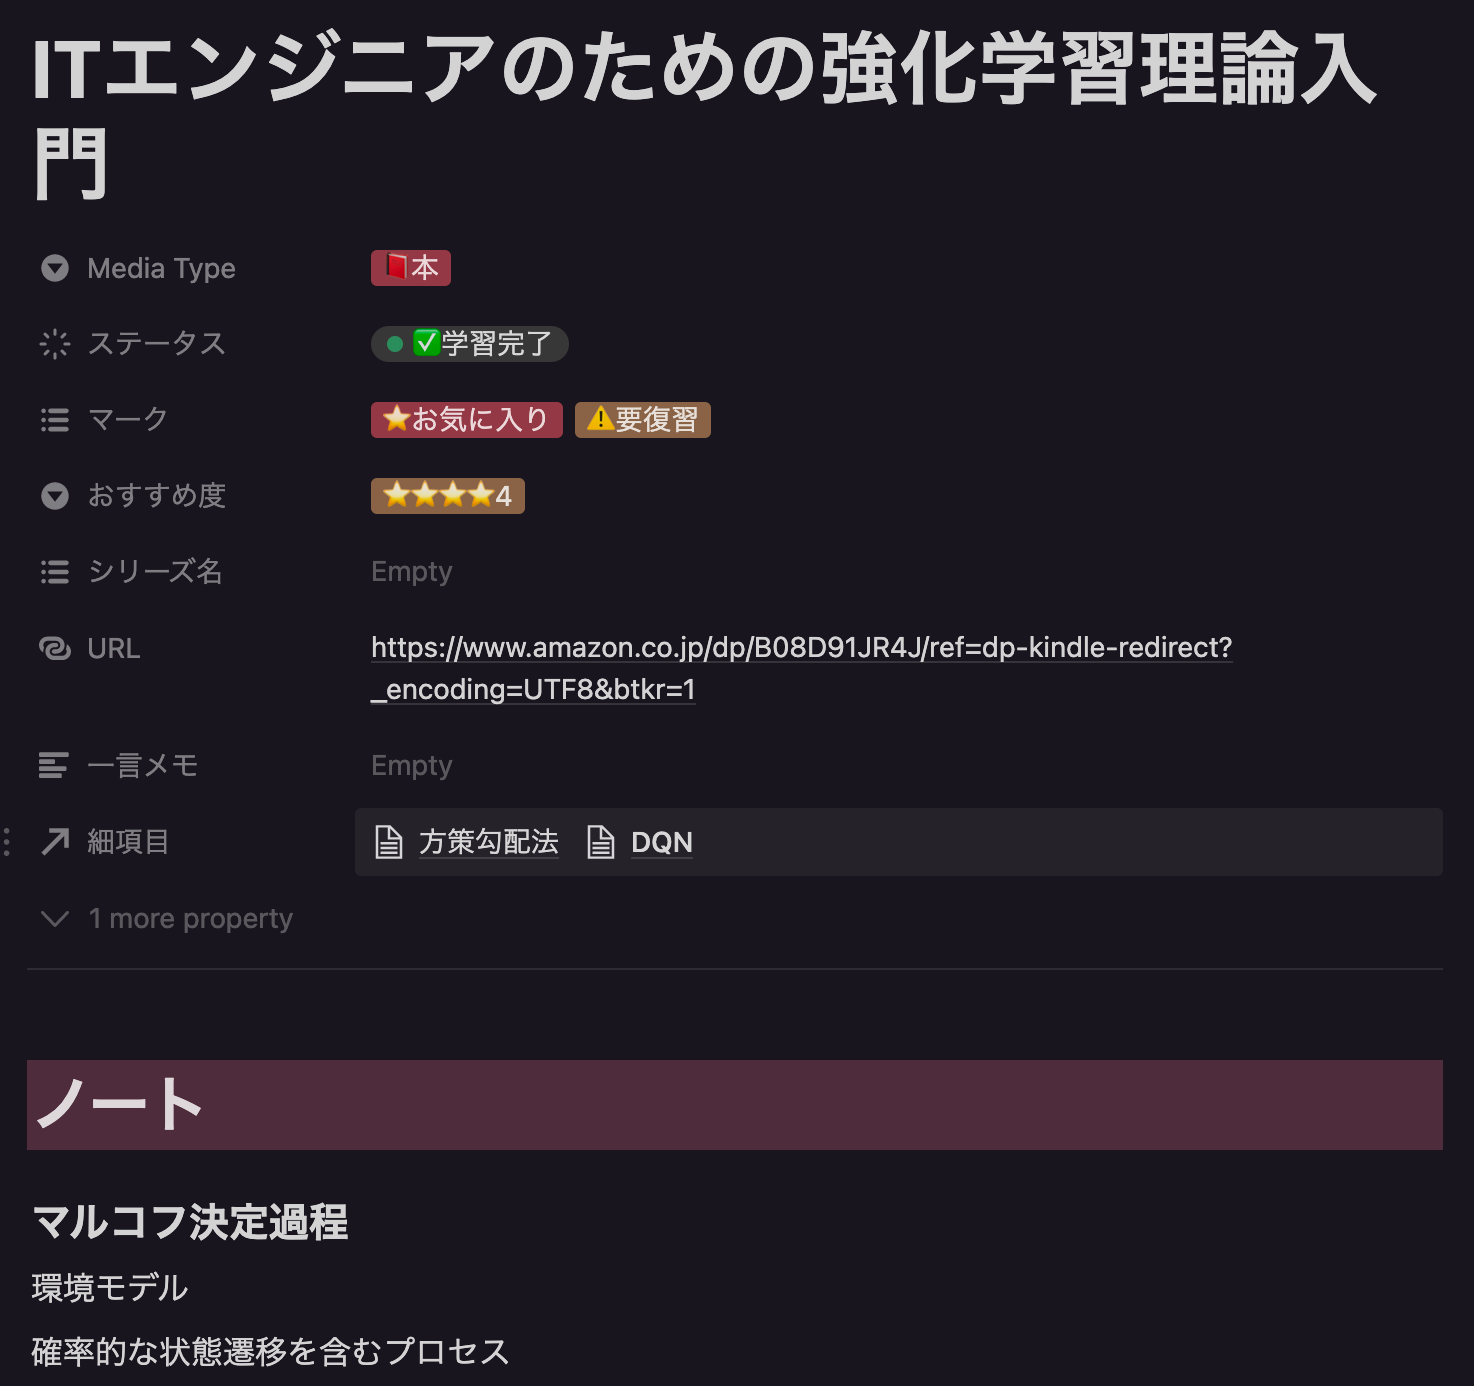 ITエンジニアのための強化学習理論入
門
Media Type
📕本
ステータス
✅学習完了
マーク
⭐お気に入り ⚠️要復習
おすすめ度
⭐⭐⭐⭐4
シリーズ名
Empty
URL
https://www.amazon.co.jp/dp/B08D91JR4J/ref=dp-kindle-redirect?
_encoding=UTF8&btkr=1
一言メモ
Empty
細項目
方策勾配法 DQN
1 more property
ノート
マルコフ決定過程
環境モデル
確率的な状態遷移を含むプロセス